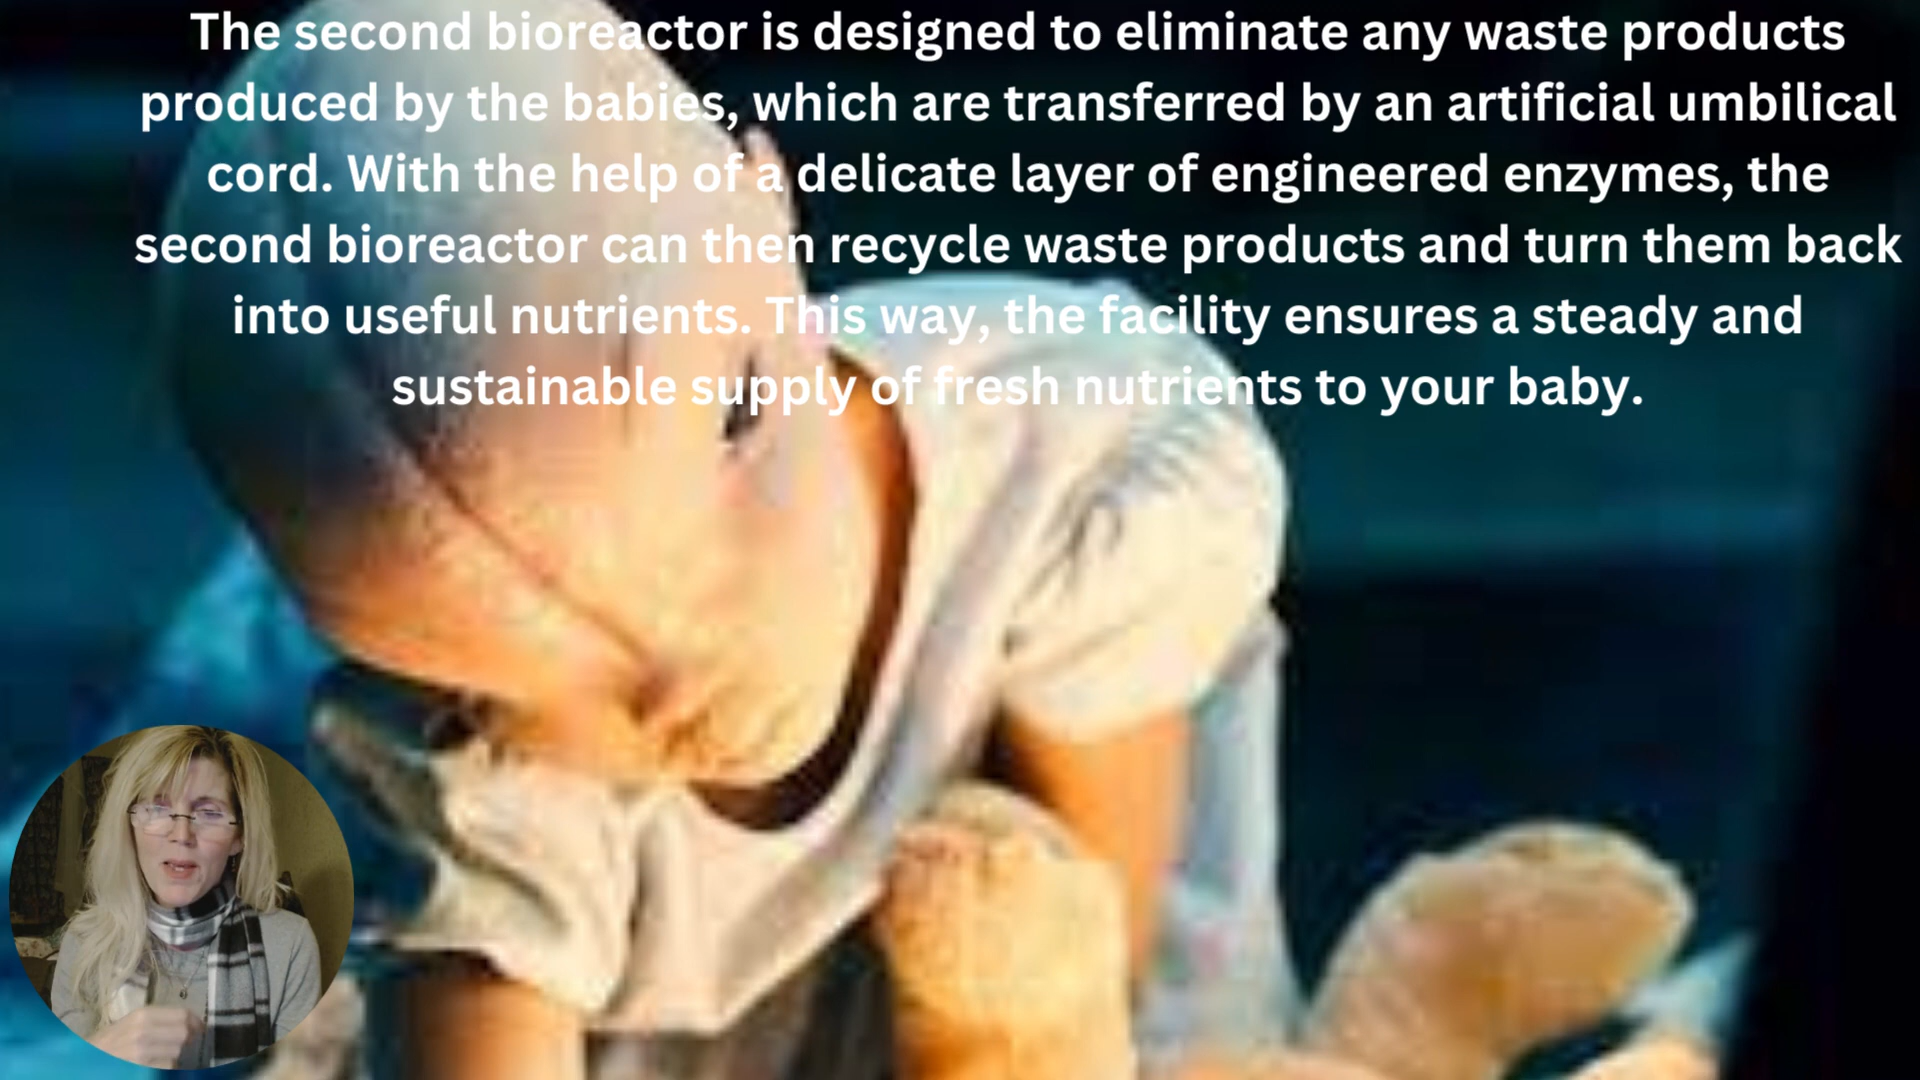 The second bioreactor is designed to eliminate any waste products
produced by the babies, which are transferred by an artificial umbilical
cord. With the help of a delicate layer of engineered enzymes, the
second bioreactor can then recycle waste products and turn them back
into useful nutrients. This way, the facility ensures a steady and
sustainable supply of fresh nutrients to your baby.